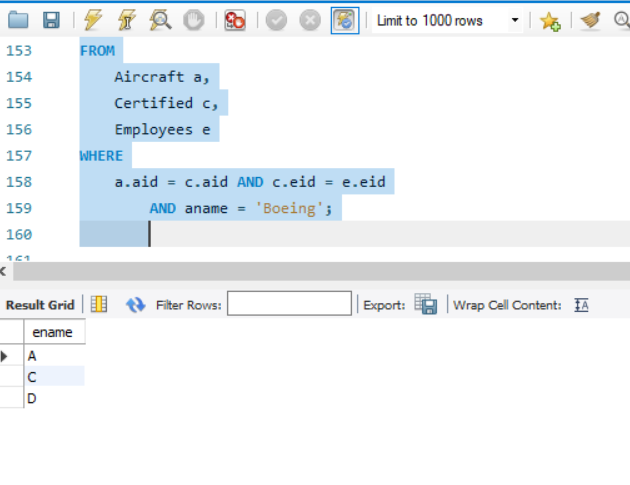 Limit to 1000 rows
153 FROM
154 Aircraft a,
155 Certified c,
156 Employees e
157 WHERE
158 a.aid = c.aid AND c.eid = e.eid
159 AND aname = 'Boeing';
160
161
Result Grid Filter Rows: Export: Wrap Cell Content: IA
ename
A
C
D